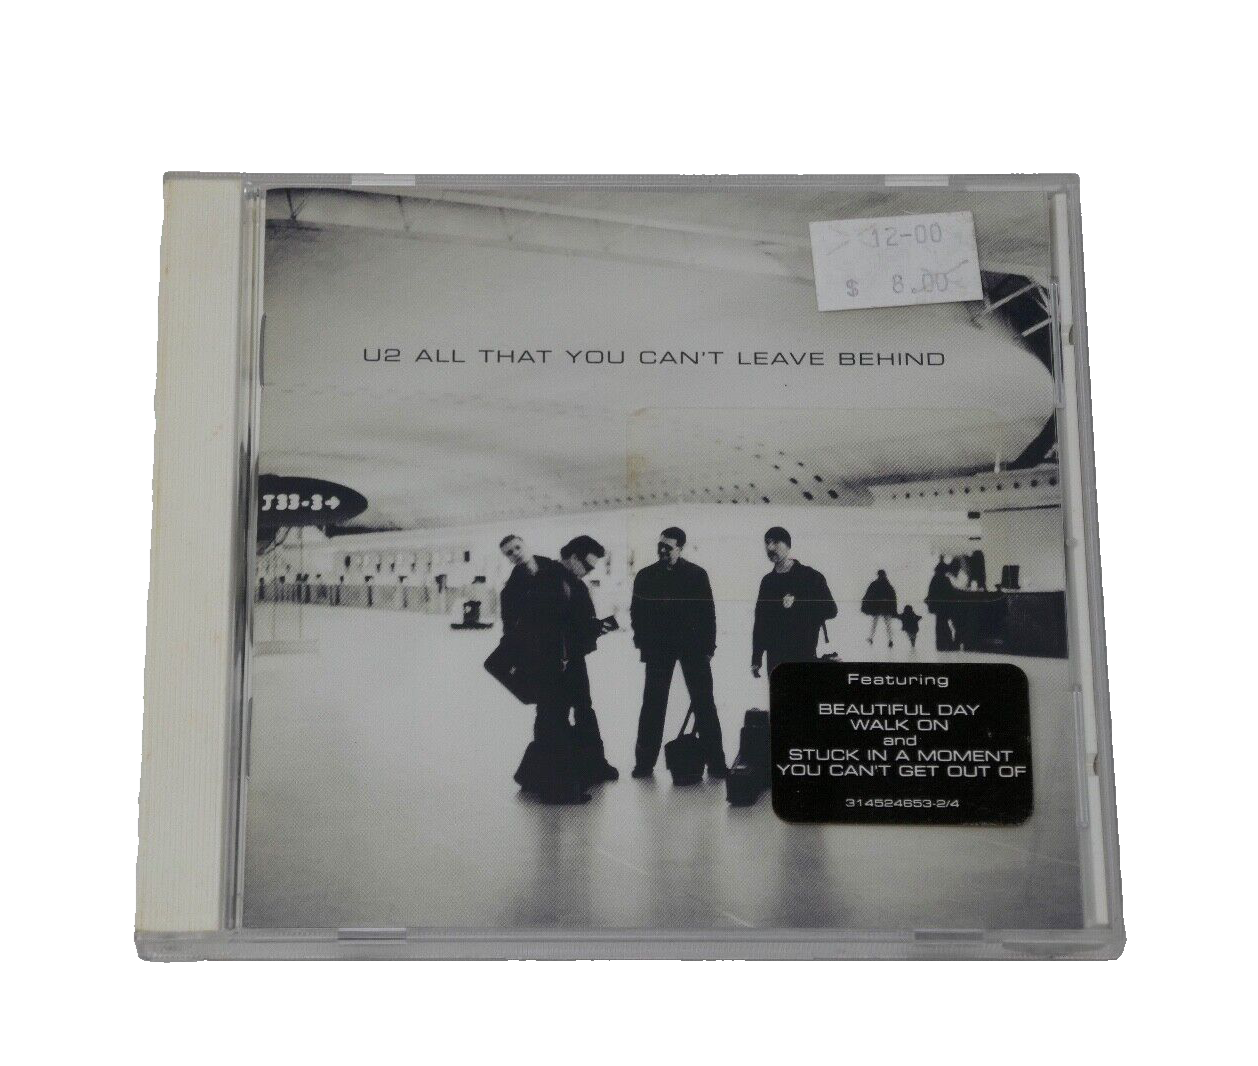 12-00
$ 8.00
U2 ALL THAT YOU CAN'T LEAVE BEHIND
J33-3→
Featuring
BEAUTIFUL DAY
WALK ON
and
STUCK IN A MOMENT
YOU CAN'T GET OUT OF
314524653-2/4